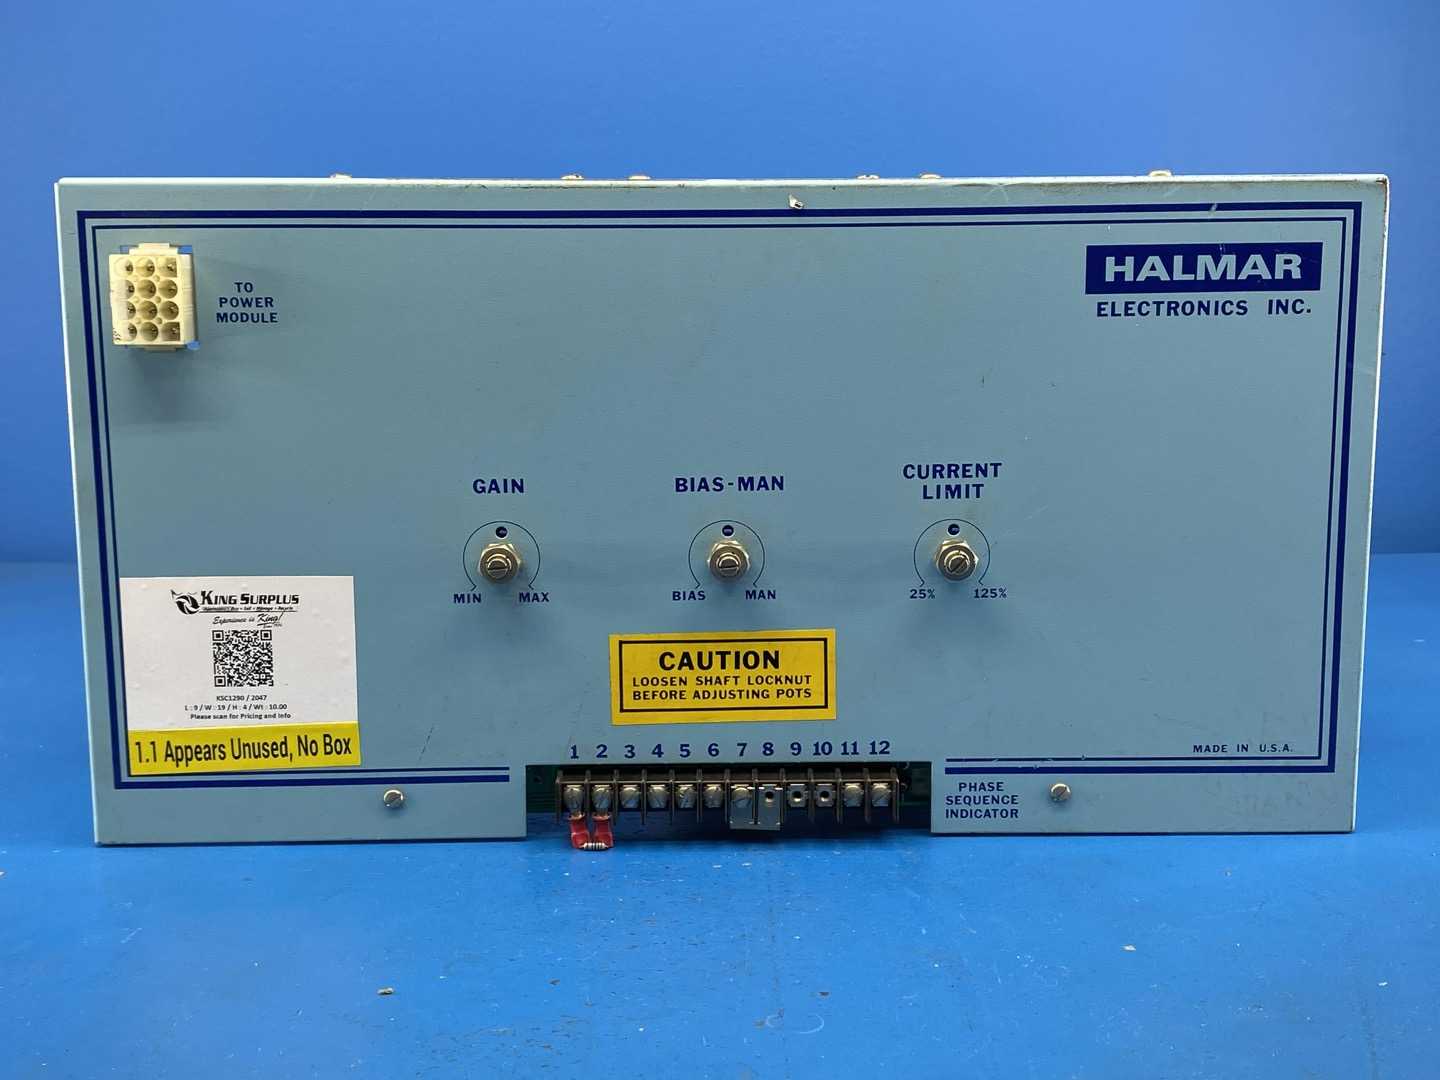 HALMAR
ELECTRONICS INC.
TO
POWER
MODULE
GAIN
MIN MAX
BIAS-MAN
BIAS MAN
CURRENT
LIMIT
25% 125%
KING SURPLUS
Experience is King!
KSC1290 / 2047
L : 9 / W : 19 / H : 4 / Wt : 10.00
Please scan for Pricing and Info
1.1 Appears Unused, No Box
CAUTION
LOOSEN SHAFT LOCKNUT
BEFORE ADJUSTING POTS
1 2 3 4 5 6 7 8 9 10 11 12
MADE IN U.S.A.
PHASE
SEQUENCE
INDICATOR